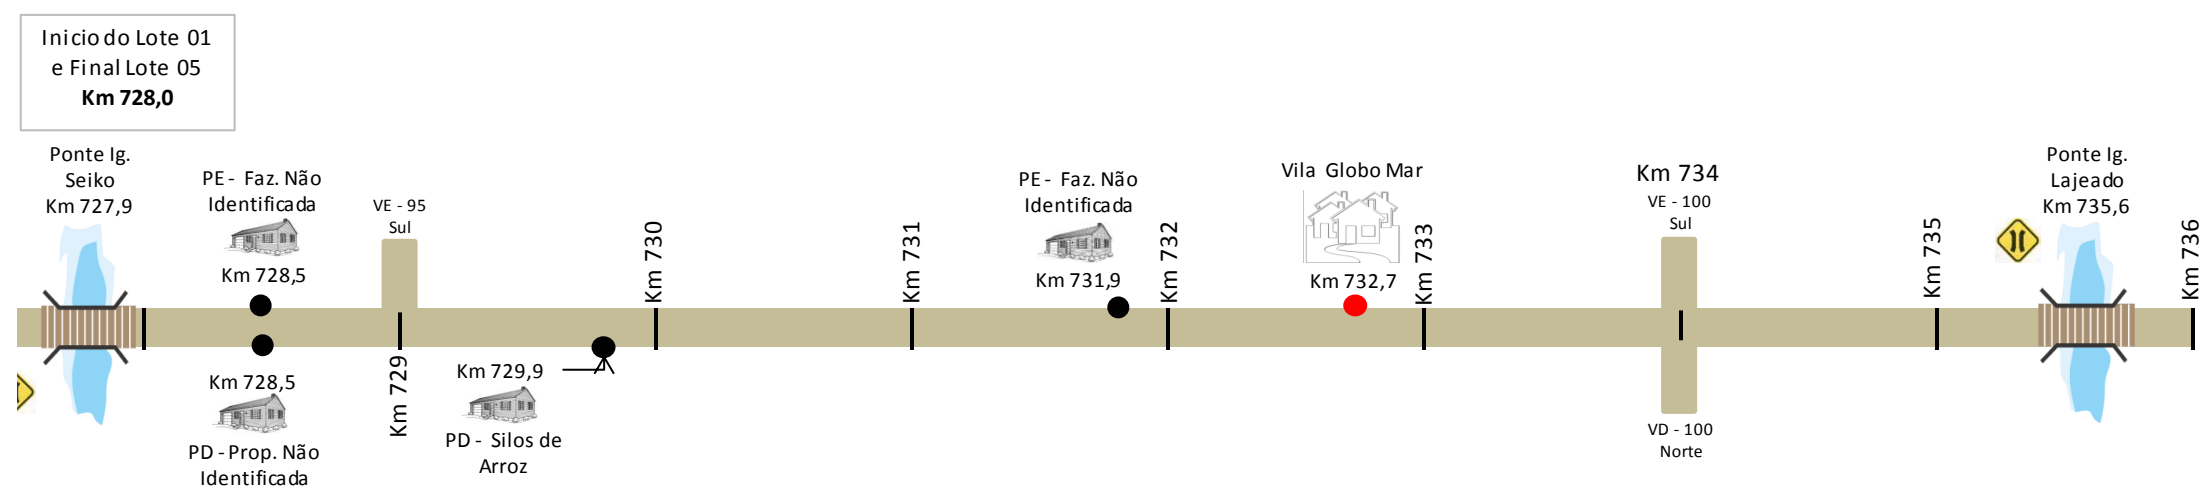 Inicio do Lote 01
e Final Lote 05
Km 728,0
Ponte Ig.
Seiko
Km 727,9
PE - Faz. Não
Identificada
Km 728,5
Km 728,5
PD - Prop. Não
Identificada
VE - 95
Sul
Km 729
Km 729,9
PD - Silos de
Arroz
Km 730
Km 731
PE - Faz. Não
Identificada
Km 731,9
Km 732
Vila Globo Mar
Km 732,7
Km 733
Km 734
VE - 100
Sul
VD - 100
Norte
Km 735
Ponte Ig.
Lajeado
Km 735,6
Km 736